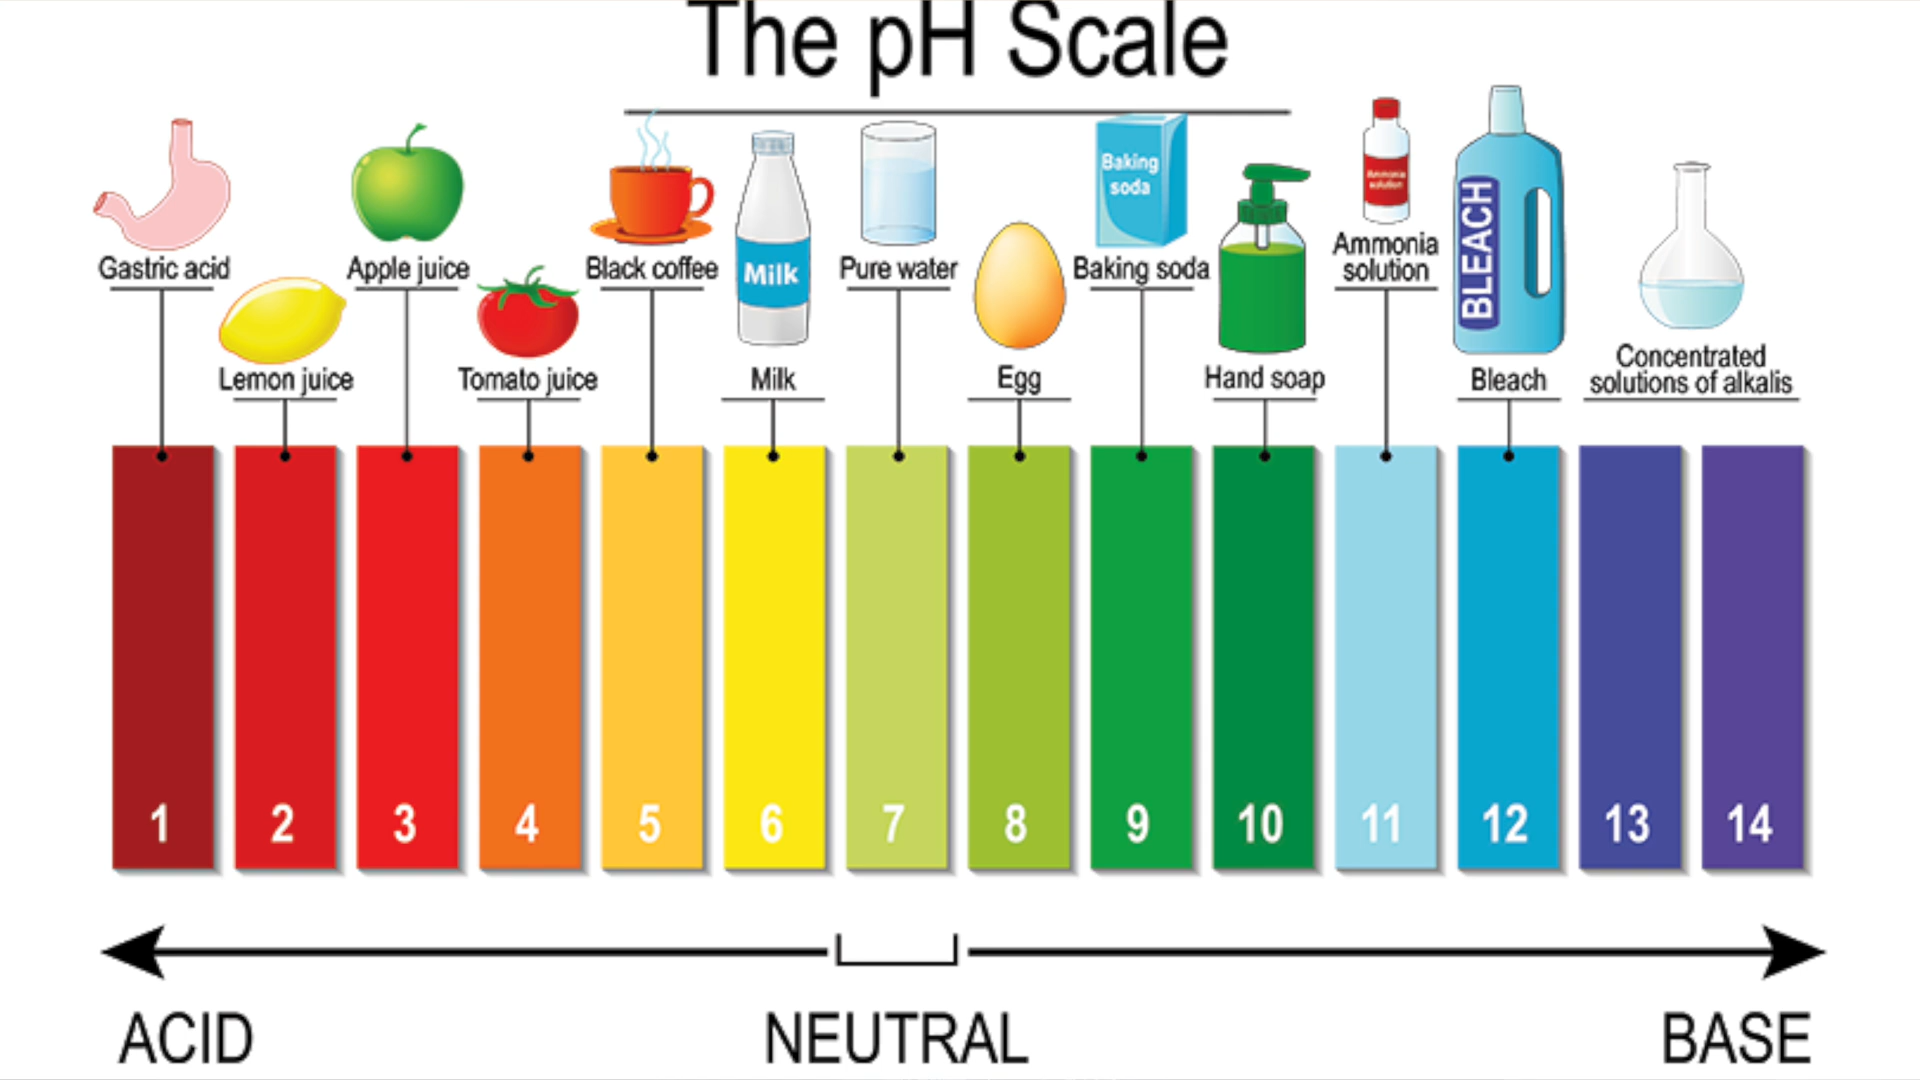 The pH Scale
Gastric acid
Lemon juice
Apple juice
Tomato juice
Black coffee
Milk
Milk
Pure water
Egg
Baking
soda
Baking soda
Hand soap
Ammonia
solution
Ammonia
solution
BLEACH
Bleach
Concentrated
solutions of alkalis
1 2 3 4 5 6 7 8 9 10 11 12 13 14
ACID NEUTRAL BASE